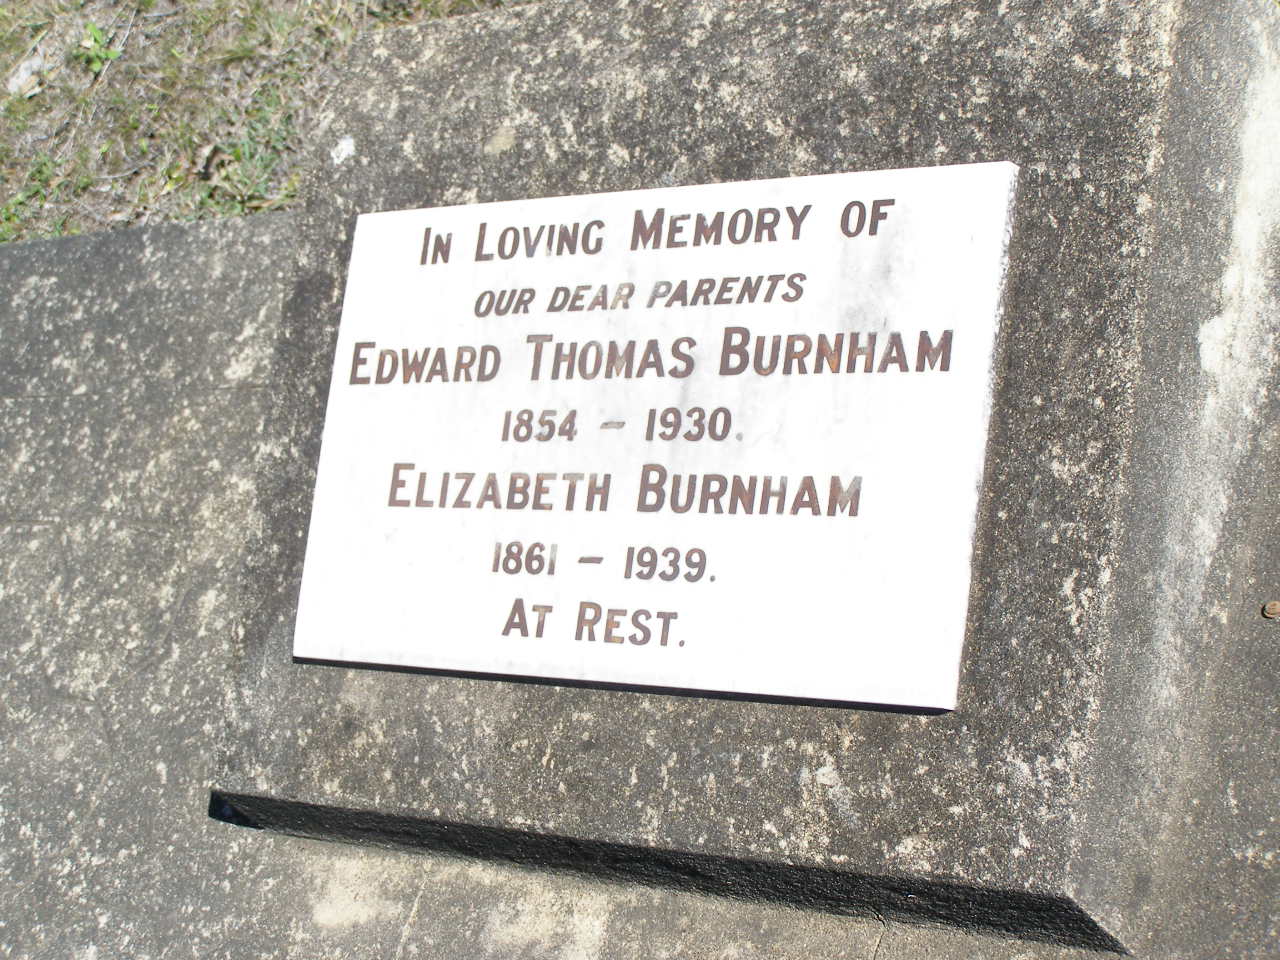 In Loving Memory of
our dear parents
Edward Thomas Burnham
1854 – 1930.
Elizabeth Burnham
1861 – 1939.
At Rest.